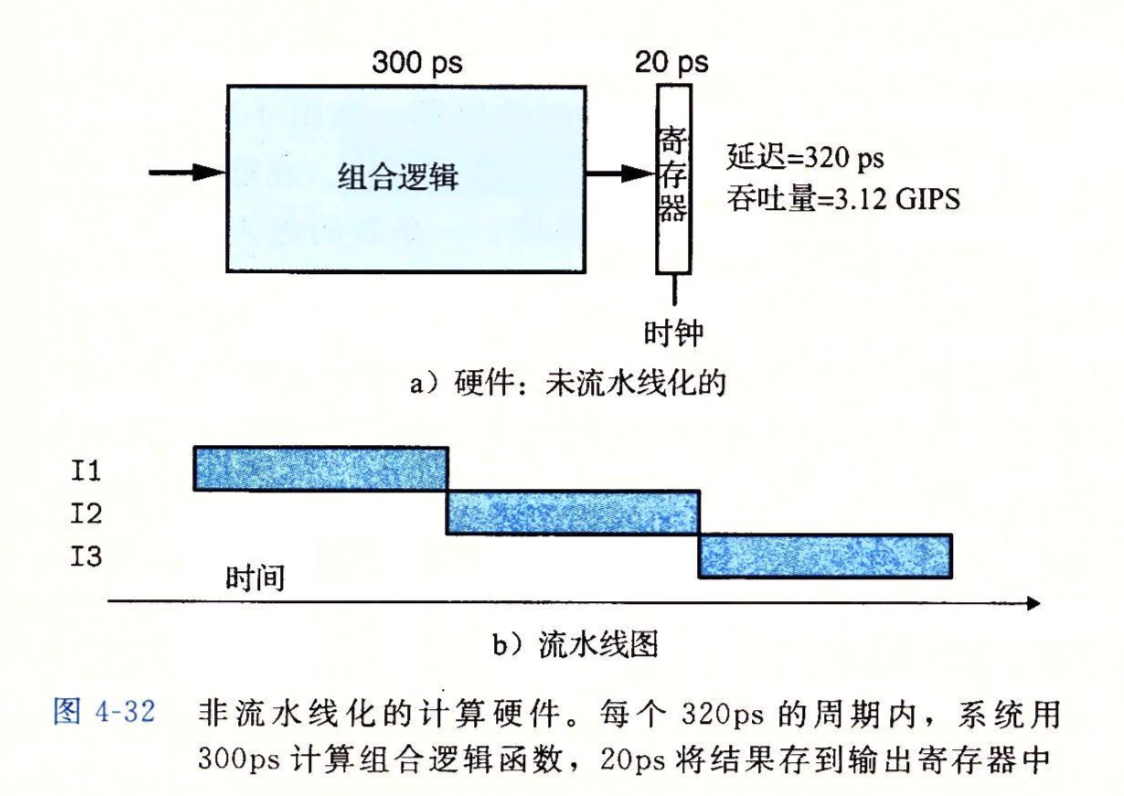 300 ps
20 ps
组合逻辑
寄存器
延迟=320 ps
吞吐量=3.12 GIPS
时钟
a）硬件：未流水线化的
I1
I2
I3
时间
b）流水线图
图 4-32 非流水线化的计算硬件。每个 320ps 的周期内，系统用
300ps 计算组合逻辑函数，20ps 将结果存到输出寄存器中